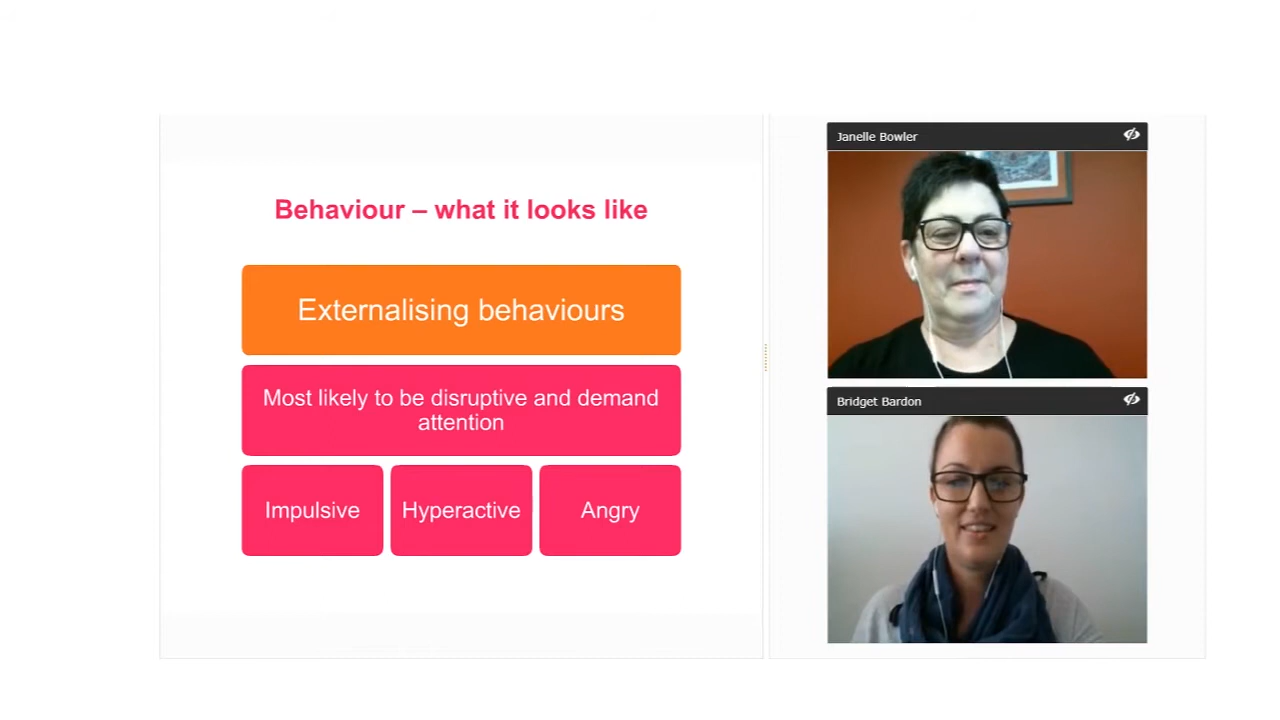 Behaviour – what it looks like
Externalising behaviours
Most likely to be disruptive and demand
attention
Impulsive
Hyperactive
Angry
Janelle Bowler
Bridget Bardon